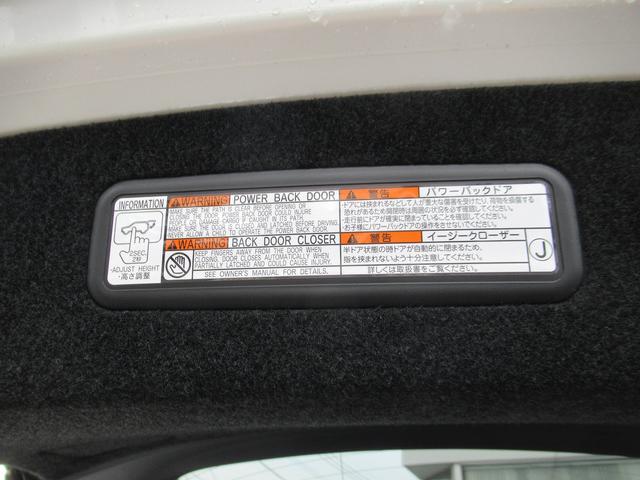 INFORMATION
2SEC.
2秒
-ADJUST HEIGHT
・高さ調整
WARNING POWER BACK DOOR
MAKE SURE THE PATH IS CLEAR BEFORE OPENING OR
CLOSING THE DOOR. POWER BACK DOOR COULD INJURE
PEOPLE OR DAMAGE CARGO IF CAUGHT IN ITS PATH.
MAKE SURE THE DOOR IS CLOSED AND LATCHED BEFORE DRIVING.
NEVER ALLOW A CHILD TO OPERATE THE POWER BACK DOOR.
WARNING BACK DOOR CLOSER
KEEP FINGERS AWAY FROM THE DOOR WHEN
CLOSING. DOOR CLOSES AUTOMATICALLY WHEN
PARTIALLY LATCHED AND COULD CAUSE INJURY.
SEE OWNER'S MANUAL FOR DETAILS.
警告 パワーバックドア
・ドアには挟まれるなどして人が重大な傷害を受けたり、荷物を損傷する
恐れがあるため開閉時は周囲の状況を必ず確認してください。
・走行前にドアが確実に閉まっていることを確認してください。
・お子様にパワーバックドアの操作をさせないでください。
警告 イージークローザー
半ドア状態の時ドアが自動的に閉まるため、
指を挟まれないよう十分注意してください。
詳しくは取扱書をご覧ください。
J